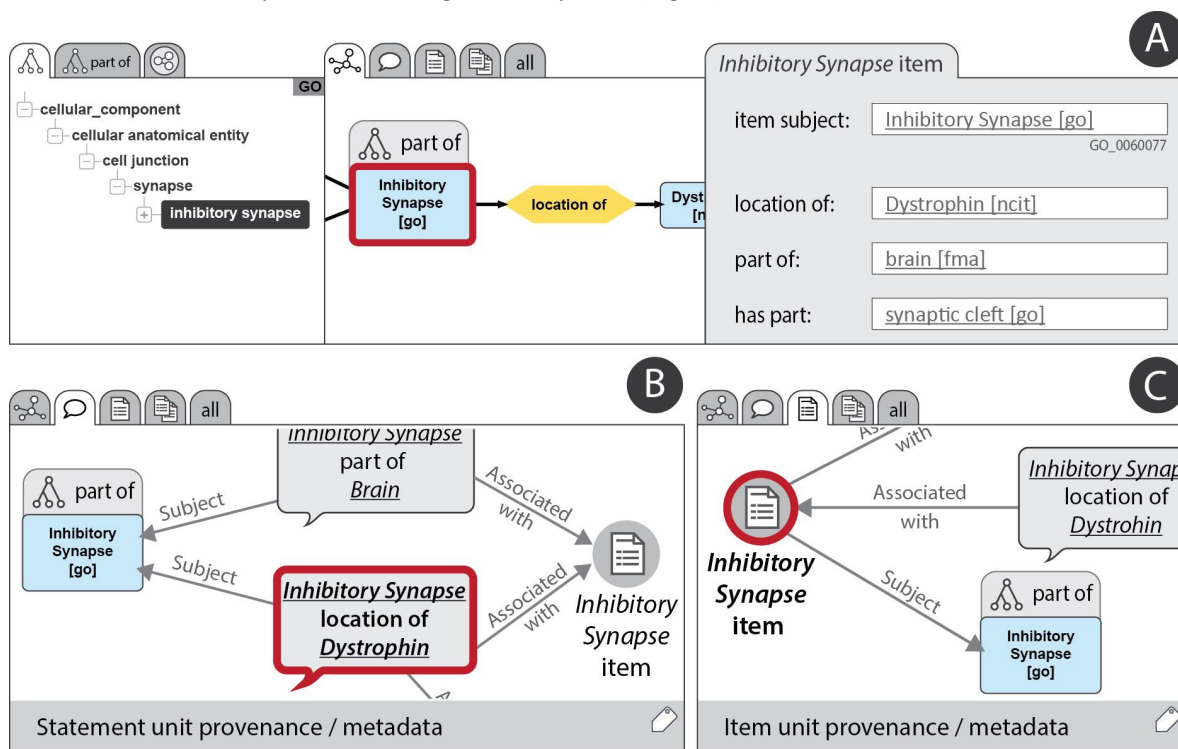 A
part of
all
GO
cellular_component
cellular anatomical entity
cell junction
synapse
inhibitory synapse
part of
Inhibitory
Synapse
[go]
location of
Dyst
[n
Inhibitory Synapse item
item subject: Inhibitory Synapse [go]
GO_0060077
location of: Dystrophin [ncit]
part of: brain [fma]
has part: synaptic cleft [go]
B
all
part of
Inhibitory
Synapse
[go]
Subject
Subject
Inhibitory Synapse
part of
Brain
Inhibitory Synapse
location of
Dystrophin
Associated
with
Associated
with
Inhibitory
Synapse
item
Statement unit provenance / metadata
C
all
with
Associated
with
Inhibitory Synap
location of
Dystrohin
Inhibitory
Synapse
item
Subject
part of
Inhibitory
Synapse
[go]
Item unit provenance / metadata